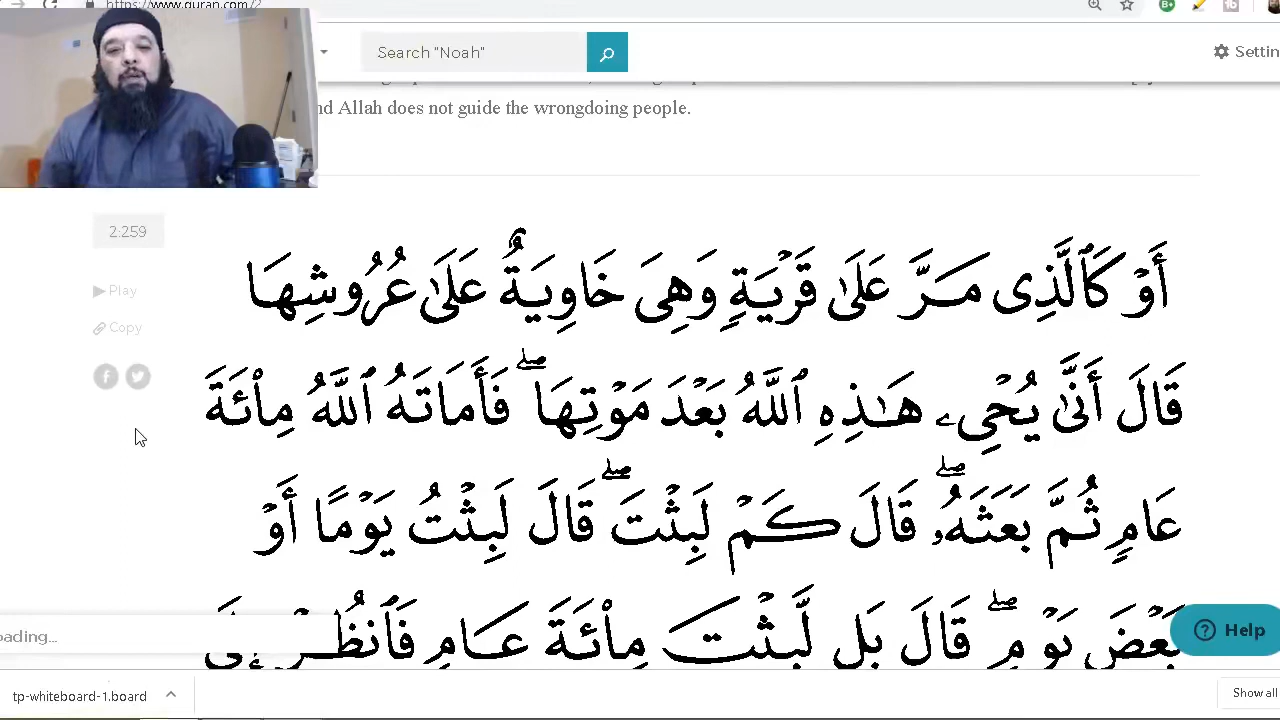 https://www.quran.com/2
Search "Noah"
Settin
nd Allah does not guide the wrongdoing people.
2:259
Play
Copy
أَوْ كَٱلَّذِى مَرَّ عَلَىٰ قَرْيَةٍ وَهِىَ خَاوِيَةٌ عَلَىٰ عُرُوشِهَا
قَالَ أَنَّىٰ يُحْىِۦ هَـٰذِهِ ٱللَّهُ بَعْدَ مَوْتِهَا ۖ فَأَمَاتَهُ ٱللَّهُ مِا۟ئَةَ
عَامٍ ثُمَّ بَعَثَهُۥ ۖ قَالَ كَمْ لَبِثْتَ ۖ قَالَ لَبِثْتُ يَوْمًا أَوْ
بَعْضَ يَوْمٍ ۖ قَالَ بَل لَّبِثْتَ مِا۟ئَةَ عَامٍ فَٱنظُرْ إِلَىٰ
oading...
Help
tp-whiteboard-1.board
Show all